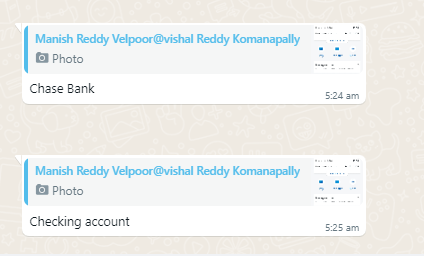 Manish Reddy Velpoor@vishal Reddy Komanapally
Photo
Chase Bank
5:24 am
Manish Reddy Velpoor@vishal Reddy Komanapally
Photo
Checking account
5:25 am